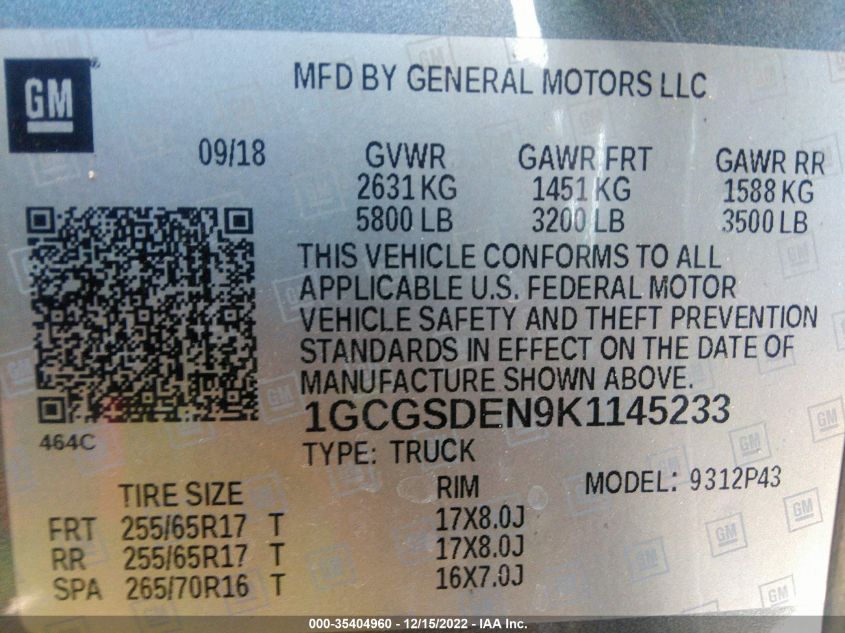 GM
MFD BY GENERAL MOTORS LLC
09/18
GVWR GAWR FRT GAWR RR
2631 KG 1451 KG 1588 KG
5800 LB 3200 LB 3500 LB
THIS VEHICLE CONFORMS TO ALL
APPLICABLE U.S. FEDERAL MOTOR
VEHICLE SAFETY AND THEFT PREVENTION
STANDARDS IN EFFECT ON THE DATE OF
MANUFACTURE SHOWN ABOVE.
1GCGSDEN9K1145233
464C
TYPE: TRUCK
MODEL: 9312P43
TIRE SIZE RIM
FRT 255/65R17 T 17X8.0J
RR 255/65R17 T 17X8.0J
SPA 265/70R16 T 16X7.0J
000-35404960 - 12/15/2022 - IAA Inc.